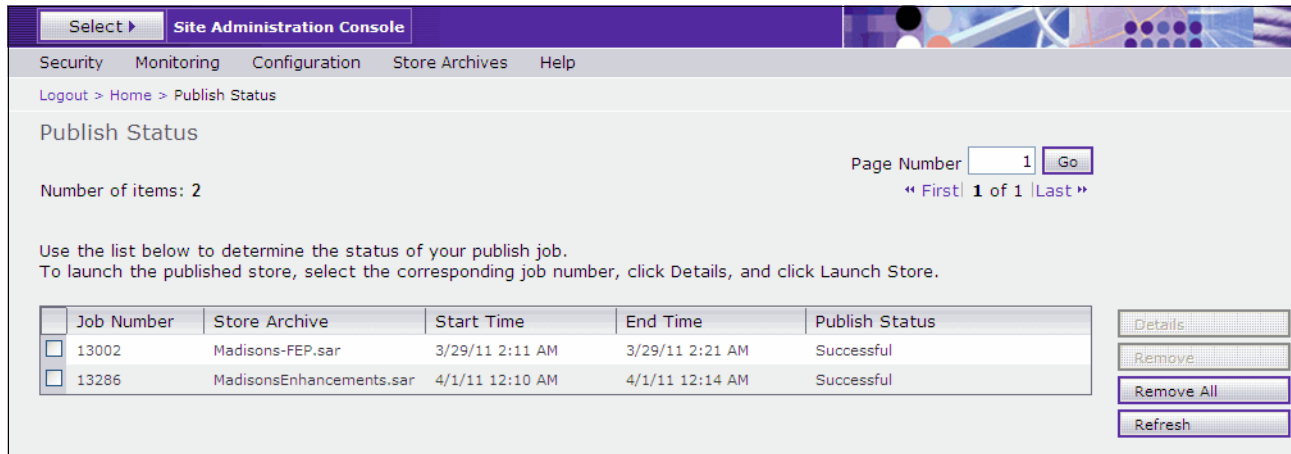 Select Site Administration Console
Security Monitoring Configuration Store Archives Help
Logout > Home > Publish Status
Publish Status
Page Number 1 Go
Number of items: 2
First 1 of 1 Last
Use the list below to determine the status of your publish job.
To launch the published store, select the corresponding job number, click Details, and click Launch Store.
Job Number Store Archive Start Time End Time Publish Status
13002 Madisons-FEP.sar 3/29/11 2:11 AM 3/29/11 2:21 AM Successful
13286 MadisonsEnhancements.sar 4/1/11 12:10 AM 4/1/11 12:14 AM Successful
Details
Remove
Remove All
Refresh